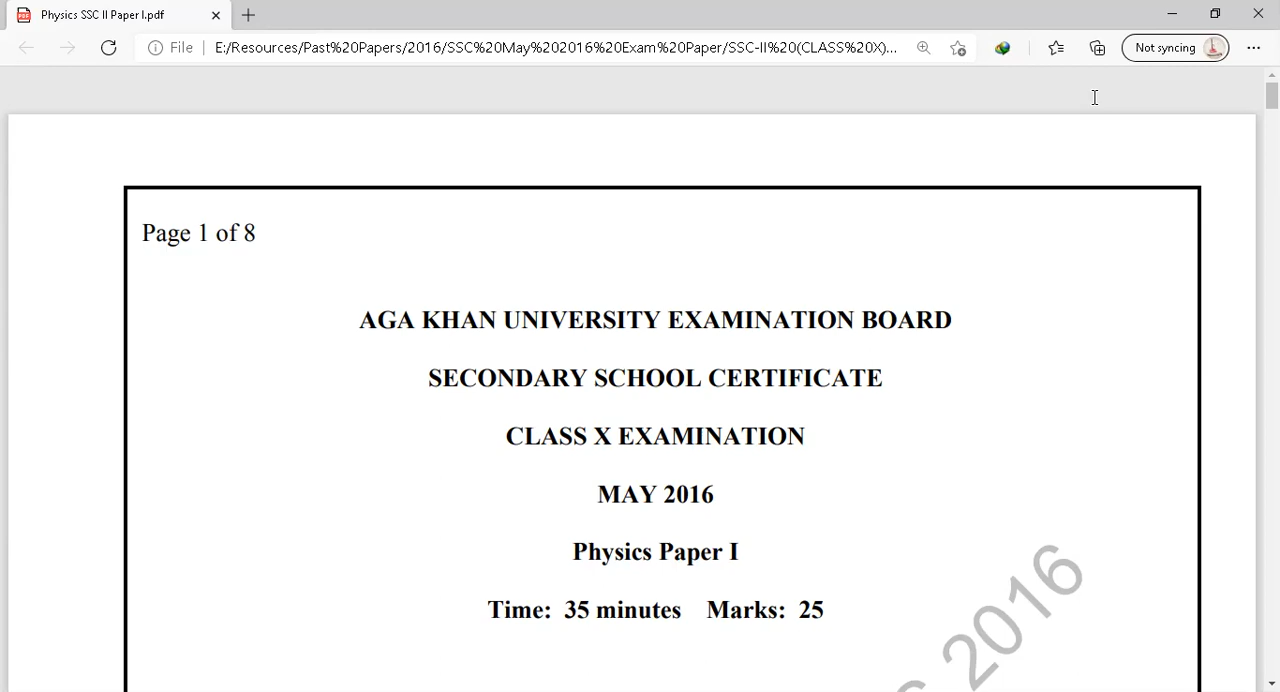 Physics SSC II Paper I.pdf
File
E:/Resources/Past%20Papers/2016/SSC%20May%202016%20Exam%20Paper/SSC-II%20(CLASS%20X)...
Not syncing
Page 1 of 8
AGA KHAN UNIVERSITY EXAMINATION BOARD
SECONDARY SCHOOL CERTIFICATE
CLASS X EXAMINATION
MAY 2016
Physics Paper I
Time: 35 minutes Marks: 25
2016